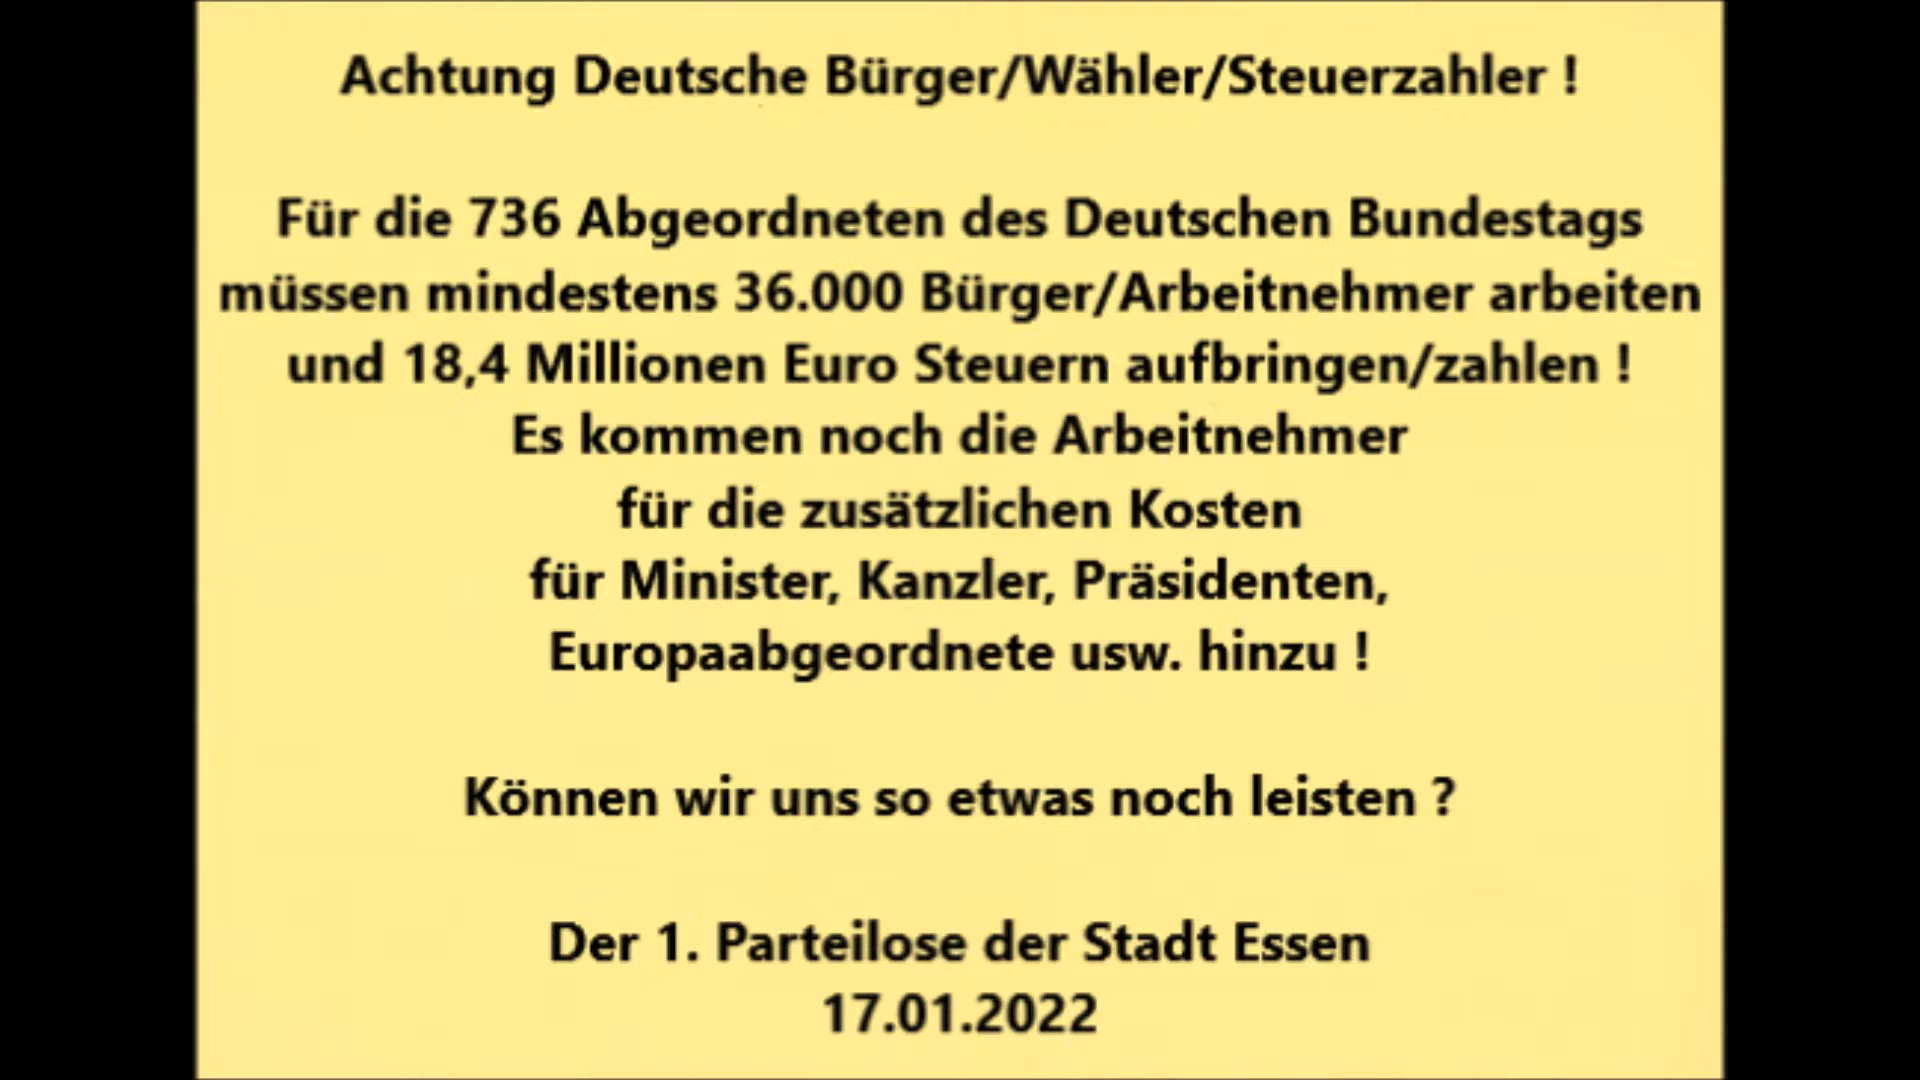 Achtung Deutsche Bürger/Wähler/Steuerzahler !
Für die 736 Abgeordneten des Deutschen Bundestags
müssen mindestens 36.000 Bürger/Arbeitnehmer arbeiten
und 18,4 Millionen Euro Steuern aufbringen/zahlen !
Es kommen noch die Arbeitnehmer
für die zusätzlichen Kosten
für Minister, Kanzler, Präsidenten,
Europaabgeordnete usw. hinzu !
Können wir uns so etwas noch leisten ?
Der 1. Parteilose der Stadt Essen
17.01.2022